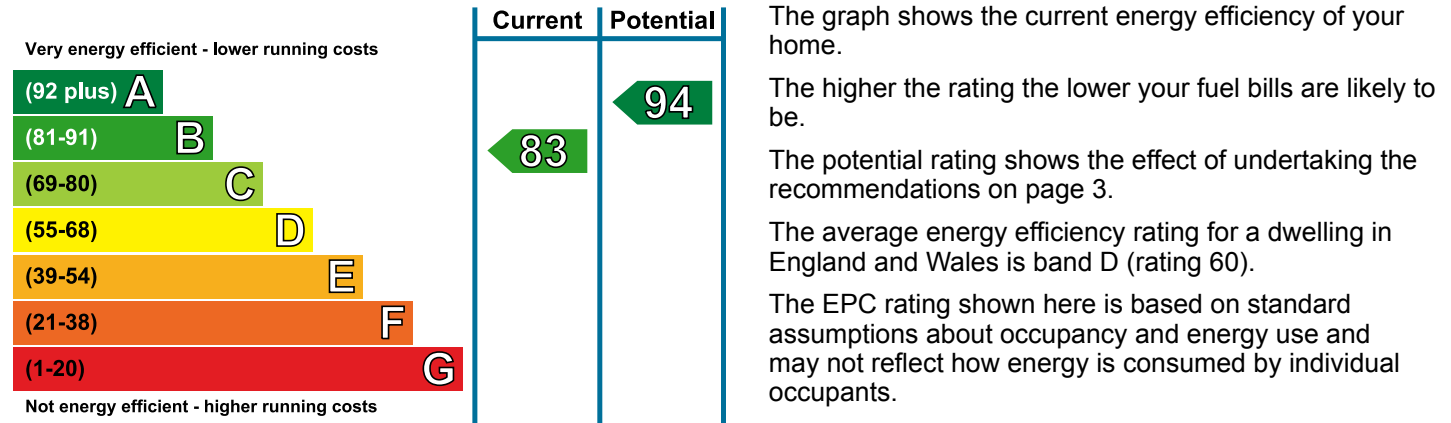 Current Potential
Very energy efficient - lower running costs
(92 plus) A
(81-91) B
(69-80) C
(55-68) D
(39-54) E
(21-38) F
(1-20) G
Not energy efficient - higher running costs
83
94
The graph shows the current energy efficiency of your
home.
The higher the rating the lower your fuel bills are likely to
be.
The potential rating shows the effect of undertaking the
recommendations on page 3.
The average energy efficiency rating for a dwelling in
England and Wales is band D (rating 60).
The EPC rating shown here is based on standard
assumptions about occupancy and energy use and
may not reflect how energy is consumed by individual
occupants.